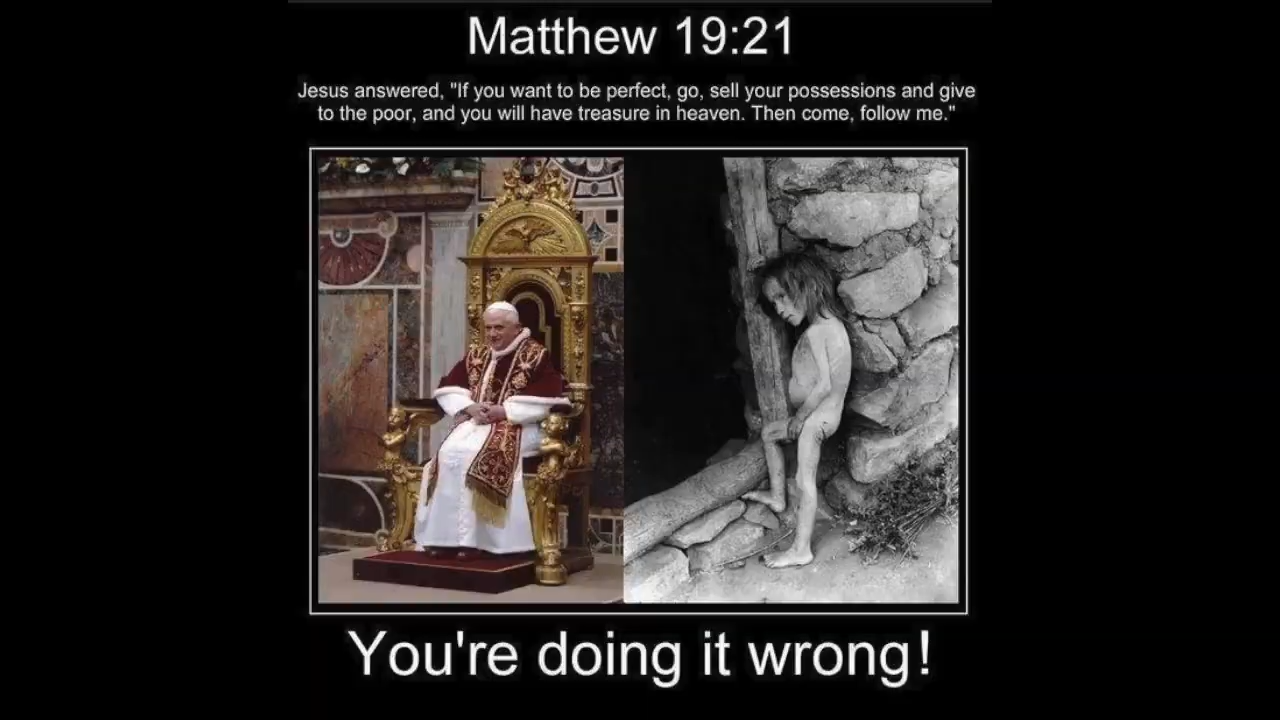 Matthew 19:21
Jesus answered, "If you want to be perfect, go, sell your possessions and give
to the poor, and you will have treasure in heaven. Then come, follow me."
You're doing it wrong!